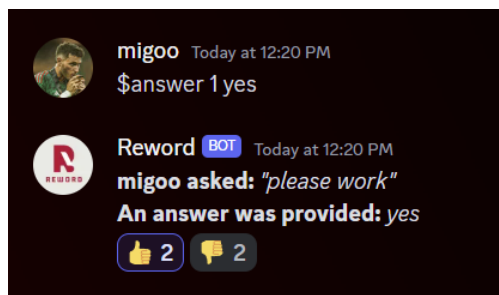 migoo Today at 12:20 PM
$answer 1 yes
REWORD
Reword BOT Today at 12:20 PM
migoo asked: "please work"
An answer was provided: yes
👍 2 👎 2